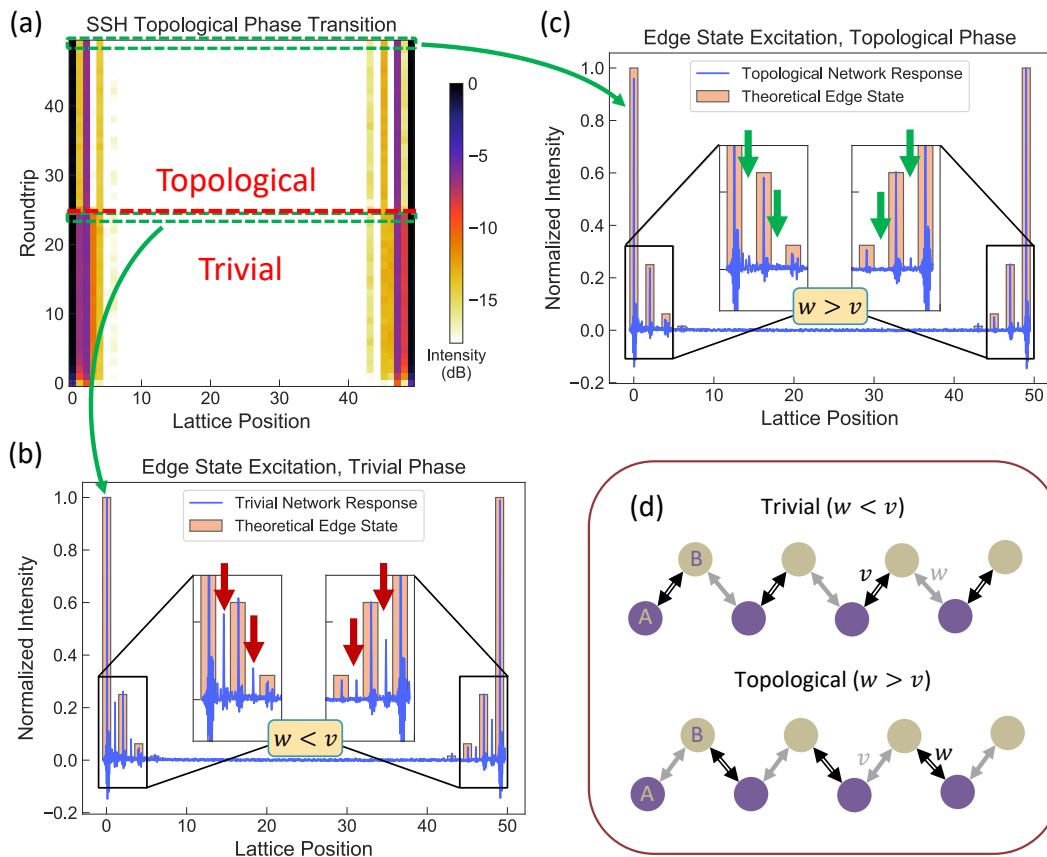 (a)
SSH Topological Phase Transition
Roundtrip
40
30
20
10
0
Topological
Trivial
0
−5
−10
−15
Intensity
(dB)
0 10 20 30 40
Lattice Position
(c)
Edge State Excitation, Topological Phase
Topological Network Response
Theoretical Edge State
Normalized Intensity
1.0
0.8
0.6
0.4
0.2
0.0
−0.2
w > v
0 10 20 30 40 50
Lattice Position
(b)
Edge State Excitation, Trivial Phase
Trivial Network Response
Theoretical Edge State
Normalized Intensity
1.0
0.8
0.6
0.4
0.2
0.0
−0.2
w < v
0 10 20 30 40 50
Lattice Position
(d)
Trivial (w < v)
B
v
w
A
Topological (w > v)
B
v
w
A